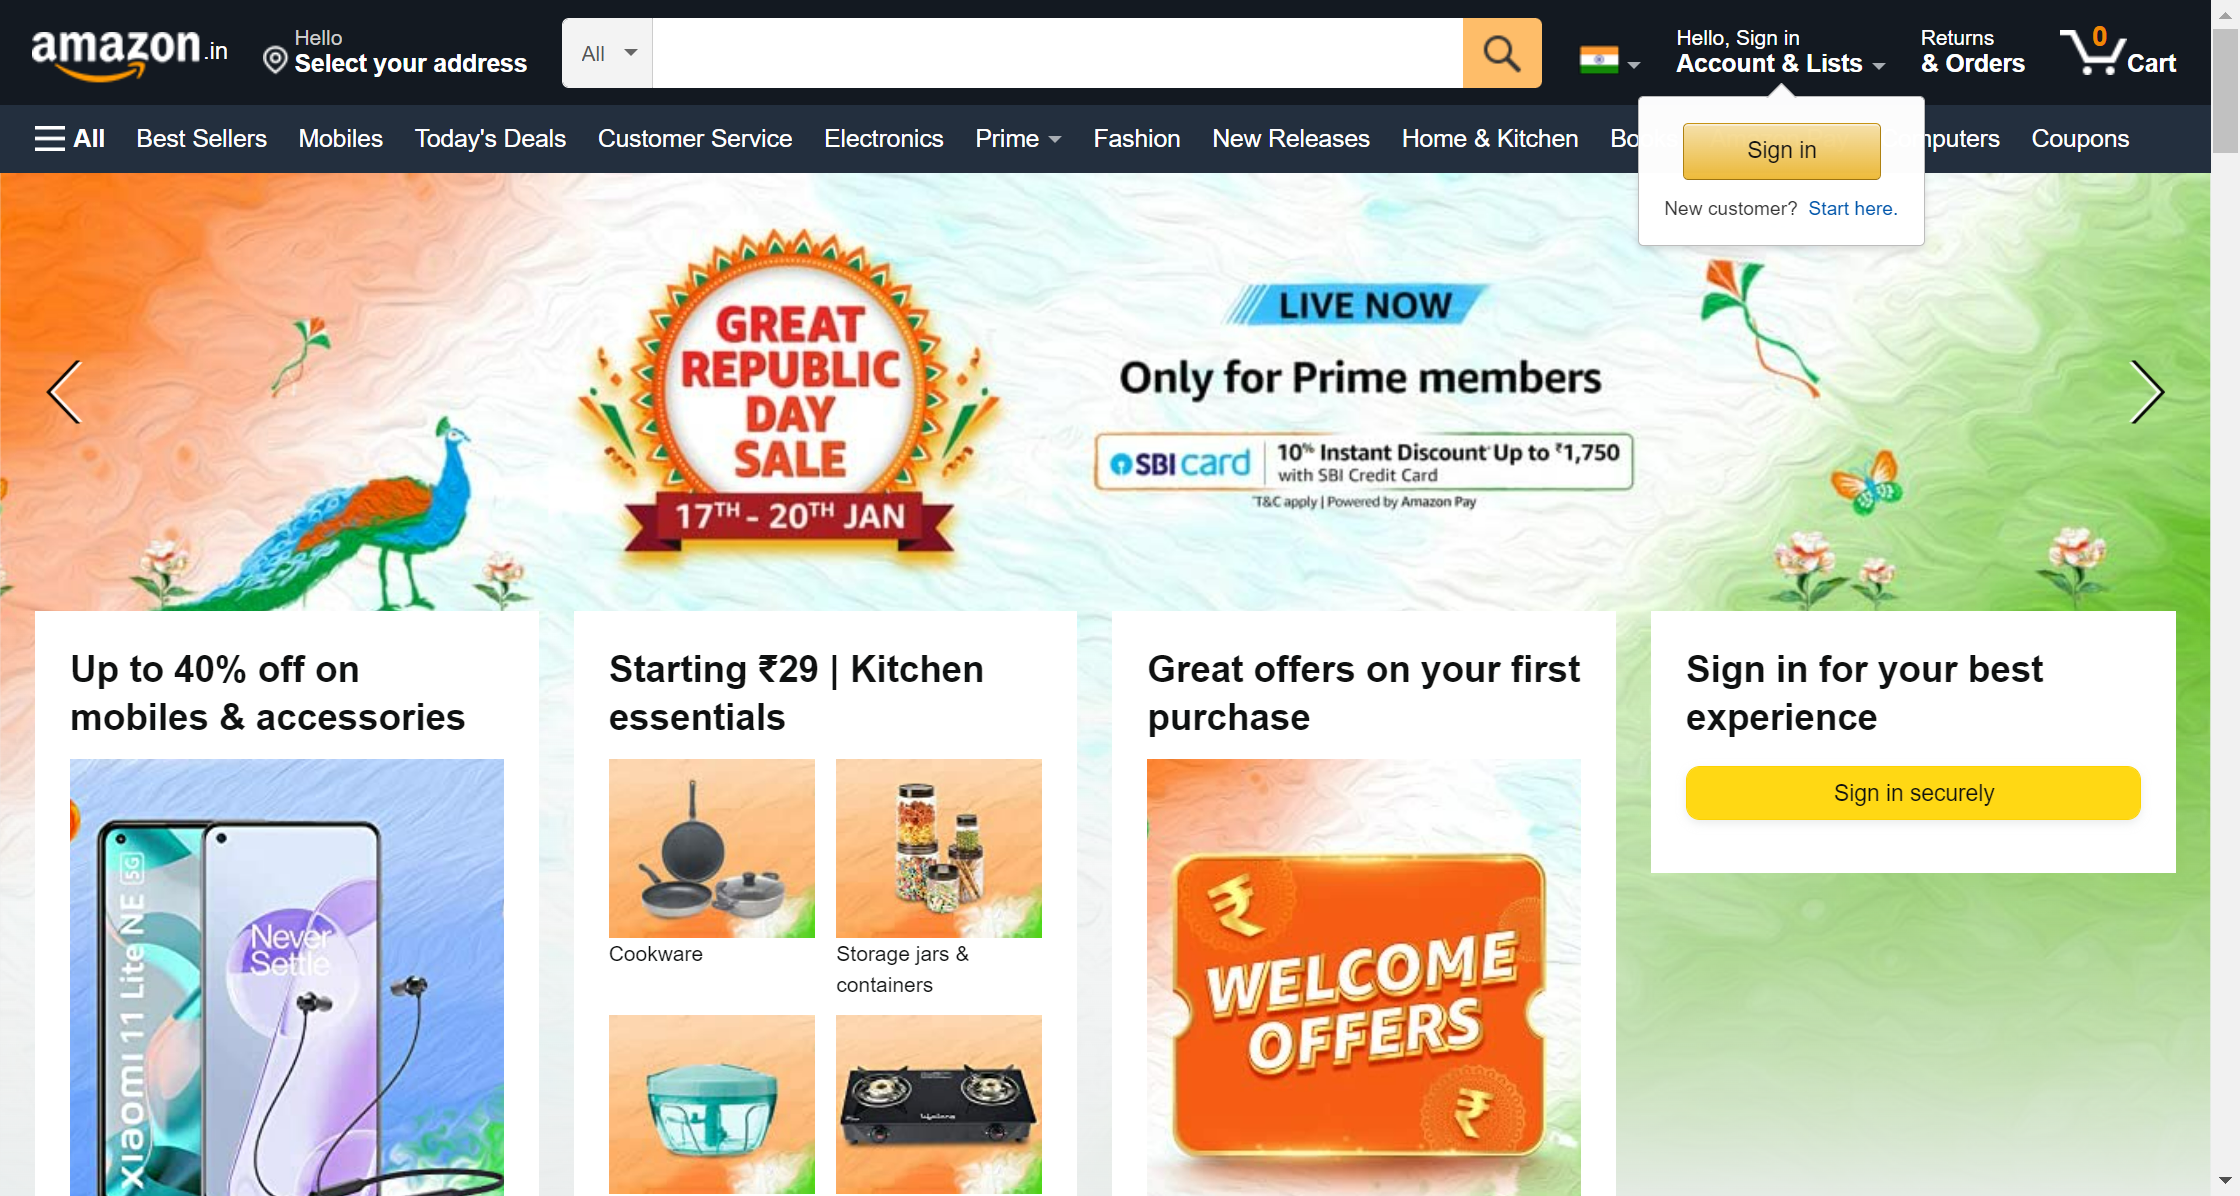 amazon.in
Hello
Select your address
All
Hello, Sign in
Account & Lists
Returns
& Orders
0
Cart
All
Best Sellers
Mobiles
Today's Deals
Customer Service
Electronics
Prime
Fashion
New Releases
Home & Kitchen
Books
Computers
Coupons
Sign in
New customer? Start here.
GREAT
REPUBLIC
DAY
SALE
17TH - 20TH JAN
LIVE NOW
Only for Prime members
SBI card
10% Instant Discount* Up to ₹1,750
with SBI Credit Card
*T&C apply | Powered by Amazon Pay
Up to 40% off on
mobiles & accessories
xiaomi 11 Lite NE 5G
Never
Settle
Starting ₹29 | Kitchen
essentials
Cookware
Storage jars &
containers
Lifelong
Great offers on your first
purchase
₹
WELCOME
OFFERS
₹
Sign in for your best
experience
Sign in securely